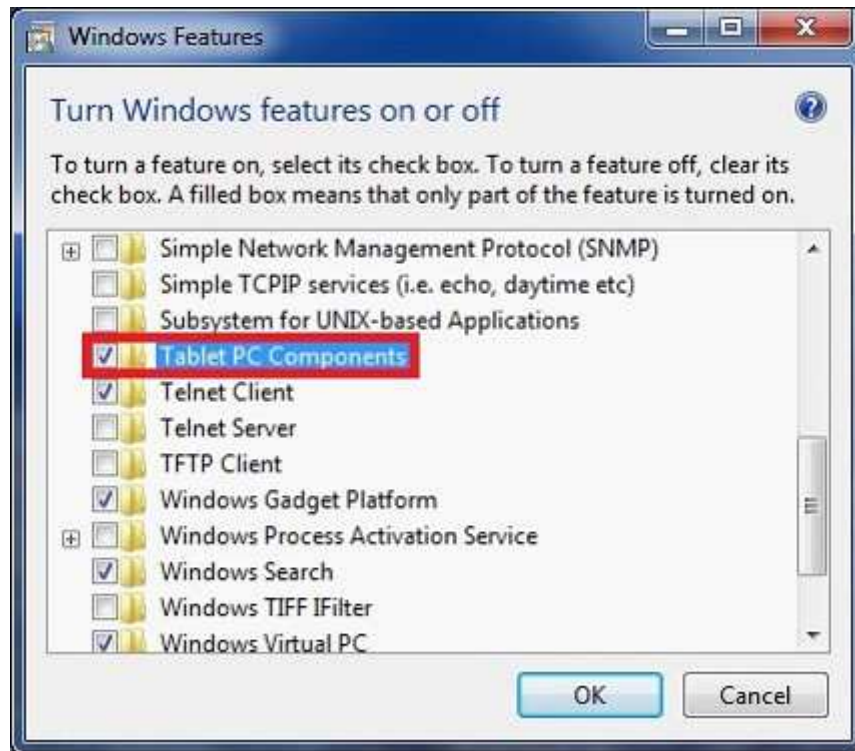 Windows Features
Turn Windows features on or off
To turn a feature on, select its check box. To turn a feature off, clear its
check box. A filled box means that only part of the feature is turned on.
Simple Network Management Protocol (SNMP)
Simple TCPIP services (i.e. echo, daytime etc)
Subsystem for UNIX-based Applications
Tablet PC Components
Telnet Client
Telnet Server
TFTP Client
Windows Gadget Platform
Windows Process Activation Service
Windows Search
Windows TIFF IFilter
Windows Virtual PC
OK Cancel